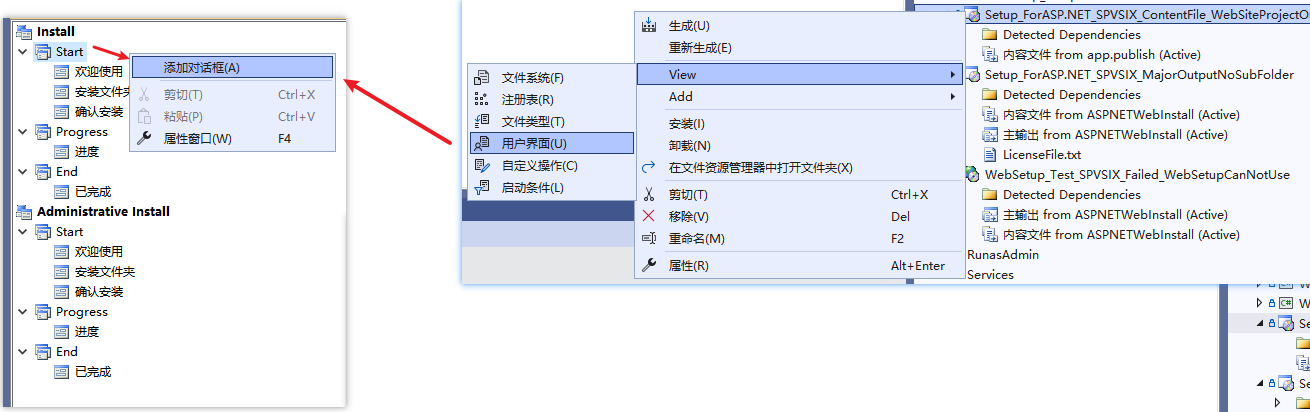 Install
Start
欢迎使用
安装文件夹
确认安装
Progress
进度
End
已完成
Administrative Install
Start
欢迎使用
安装文件夹
确认安装
Progress
进度
End
已完成
添加对话框(A)
剪切(T) Ctrl+X
粘贴(P) Ctrl+V
属性窗口(W) F4
文件系统(F)
注册表(R)
文件类型(T)
用户界面(U)
自定义操作(C)
启动条件(L)
生成(U)
重新生成(E)
View
Add
安装(I)
卸载(N)
在文件资源管理器中打开文件夹(X)
剪切(T) Ctrl+X
移除(V) Del
重命名(M) F2
属性(R) Alt+Enter
Setup_ForASP.NET_SPVSIX_ContentFile_WebSiteProjectO
Detected Dependencies
内容文件 from app.publish (Active)
Setup_ForASP.NET_SPVSIX_MajorOutputNoSubFolder
Detected Dependencies
内容文件 from ASPNETWebInstall (Active)
主输出 from ASPNETWebInstall (Active)
LicenseFile.txt
WebSetup_Test_SPVSIX_Failed_WebSetupCanNotUse
Detected Dependencies
主输出 from ASPNETWebInstall (Active)
内容文件 from ASPNETWebInstall (Active)
RunasAdmin
Services
C# W
Se
Se